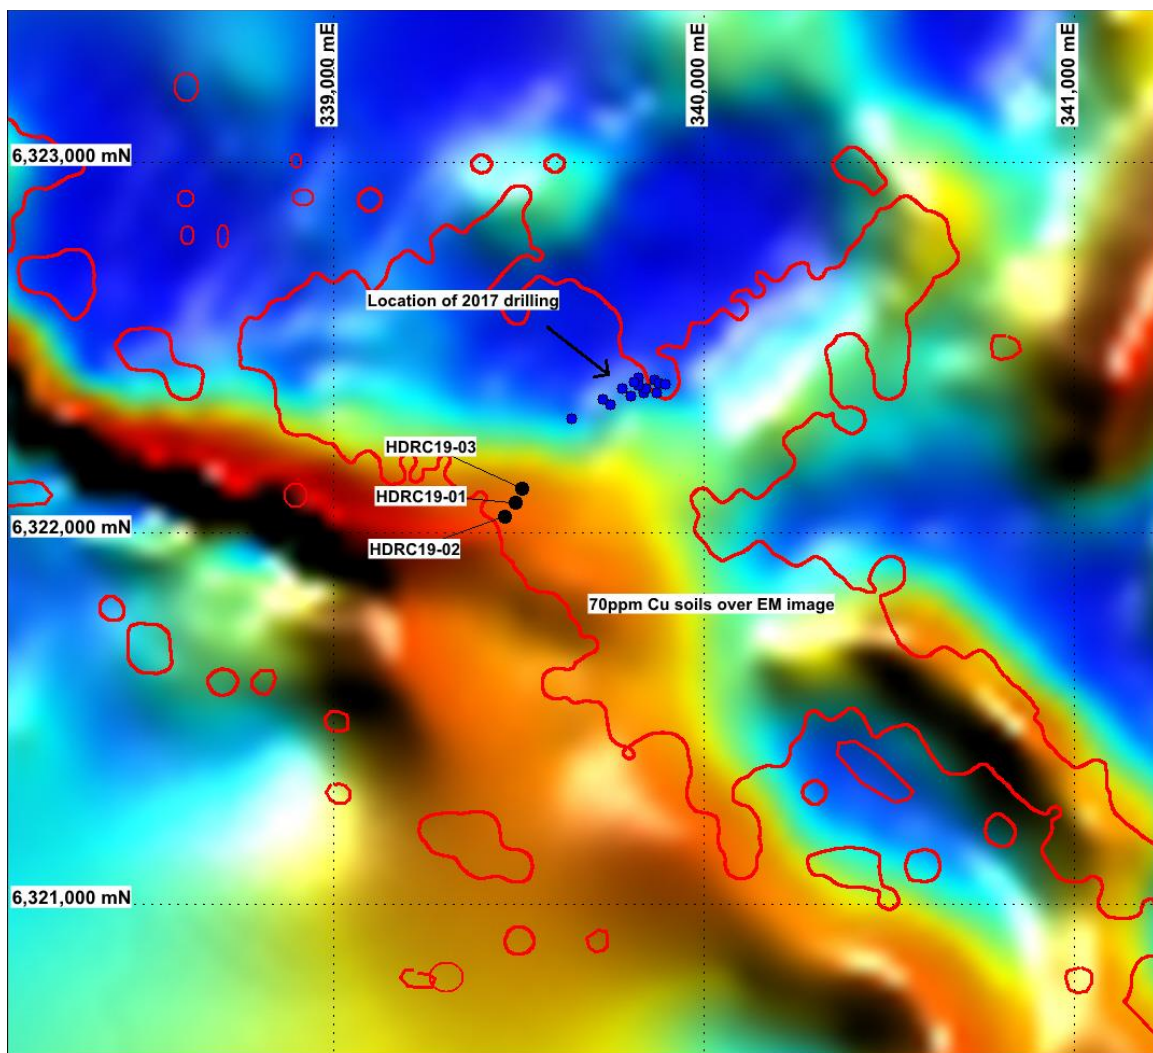 339,000 mE
340,000 mE
341,000 mE
6,323,000 mN
Location of 2017 drilling
HDRC19-03
HDRC19-01
6,322,000 mN
HDRC19-02
70ppm Cu soils over EM image
6,321,000 mN